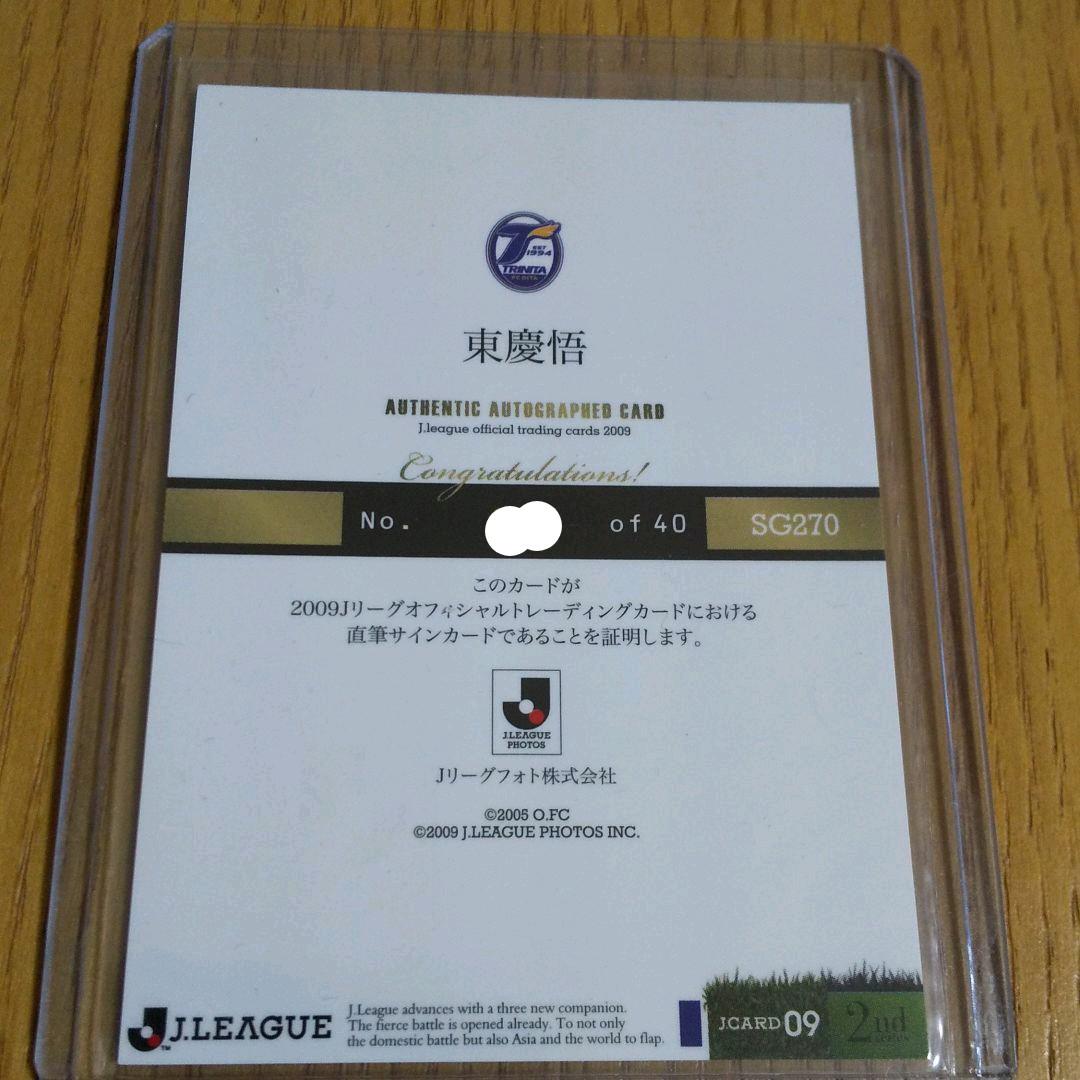 EST
1994
TRINITA
FC OITA
東慶悟
AUTHENTIC AUTOGRAPHED CARD
J.league official trading cards 2009
Congratulations!
No. of 40 SG270
このカードが
2009Jリーグオフィシャルトレーディングカードにおける
直筆サインカードであることを証明します。
J.LEAGUE
PHOTOS
Jリーグフォト株式会社
©2005 O.FC
©2009 J.LEAGUE PHOTOS INC.
J.LEAGUE™
J.League advances with a three new companion.
The fierce battle is opened already. To not only
the domestic battle but also Asia and the world to flap.
J.CARD 09
2nd
series